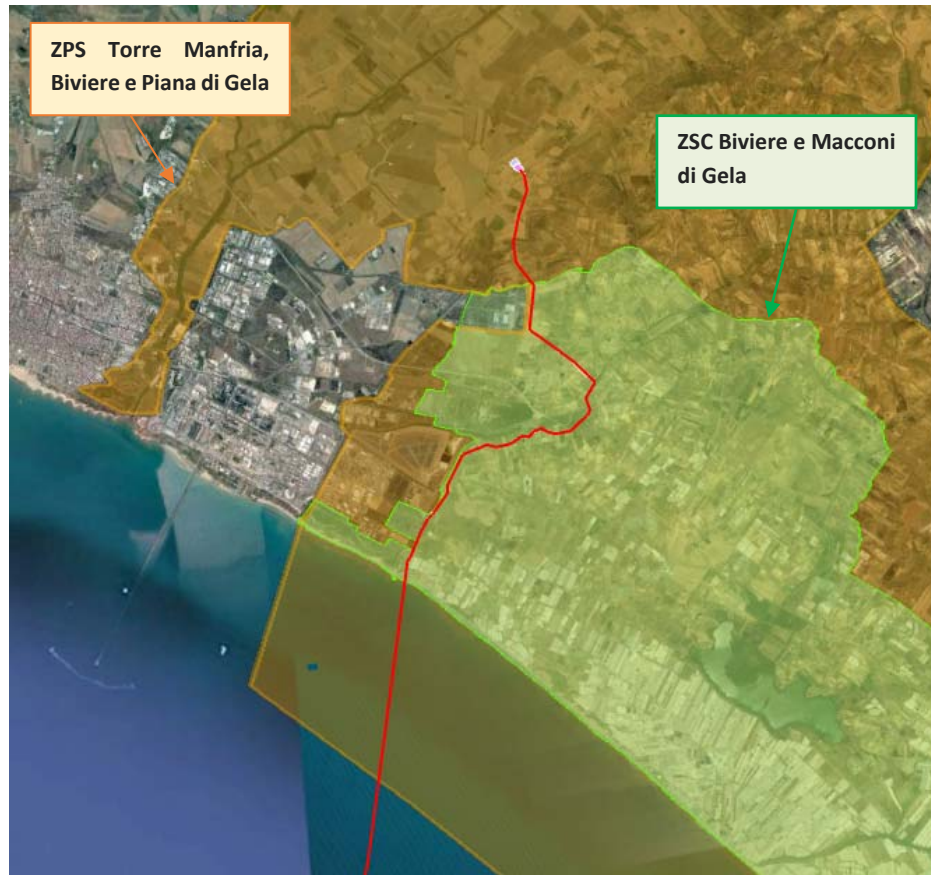 ZPS Torre Manfria,
Biviere e Piana di Gela
ZSC Biviere e Macconi
di Gela